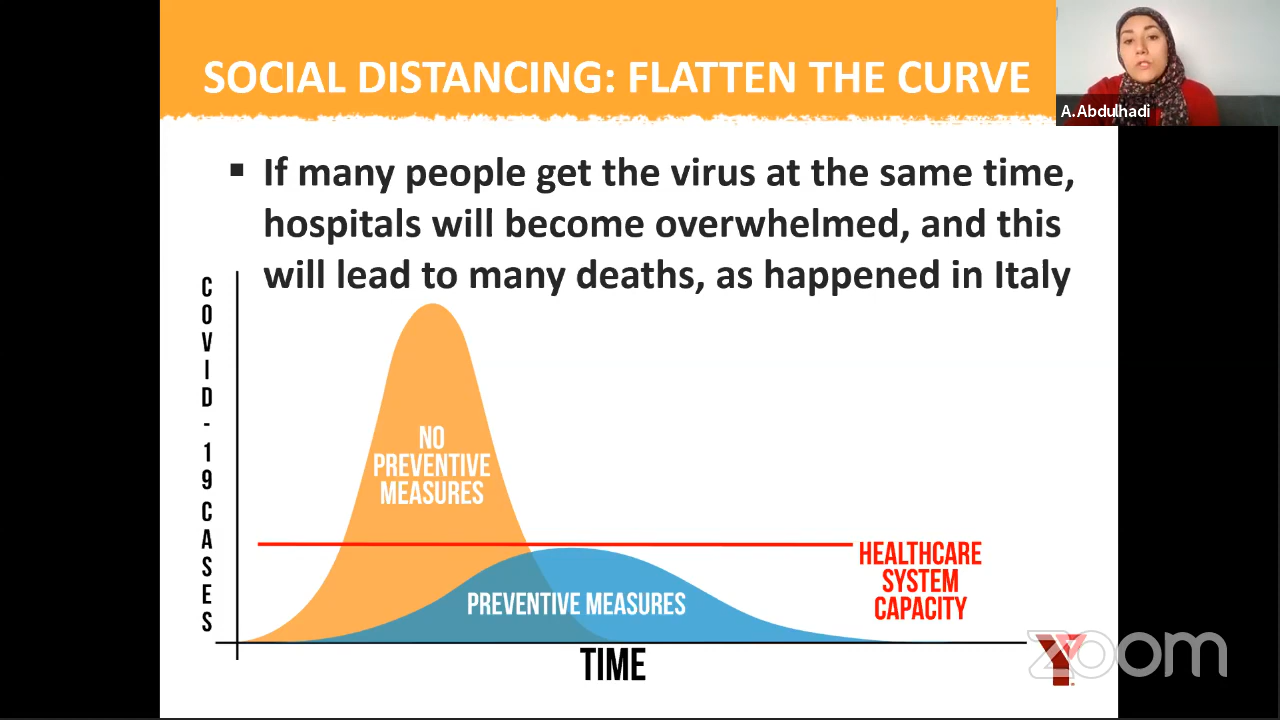 SOCIAL DISTANCING: FLATTEN THE CURVE
A.Abdulhadi
▪ If many people get the virus at the same time,
hospitals will become overwhelmed, and this
will lead to many deaths, as happened in Italy
COVID-19 CASES
NO
PREVENTIVE
MEASURES
HEALTHCARE
SYSTEM
CAPACITY
PREVENTIVE MEASURES
TIME
Y
zoom